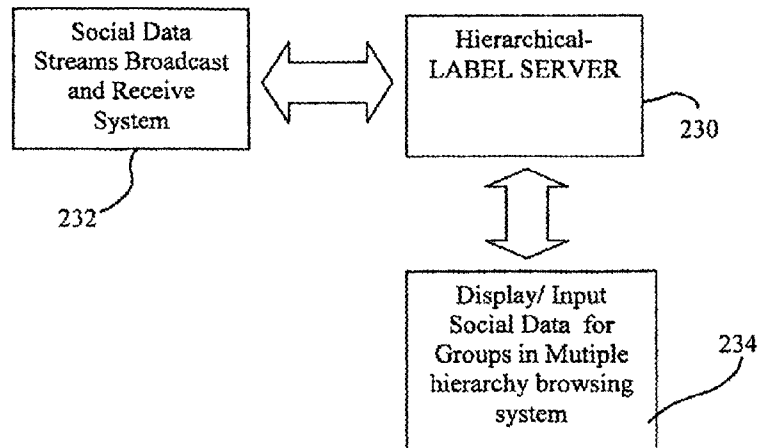 Social Data
Streams Broadcast
and Receive
System
Hierarchical-
LABEL SERVER
230
232
Display/ Input
Social Data for
Groups in Mutiple
hierarchy browsing
system
234